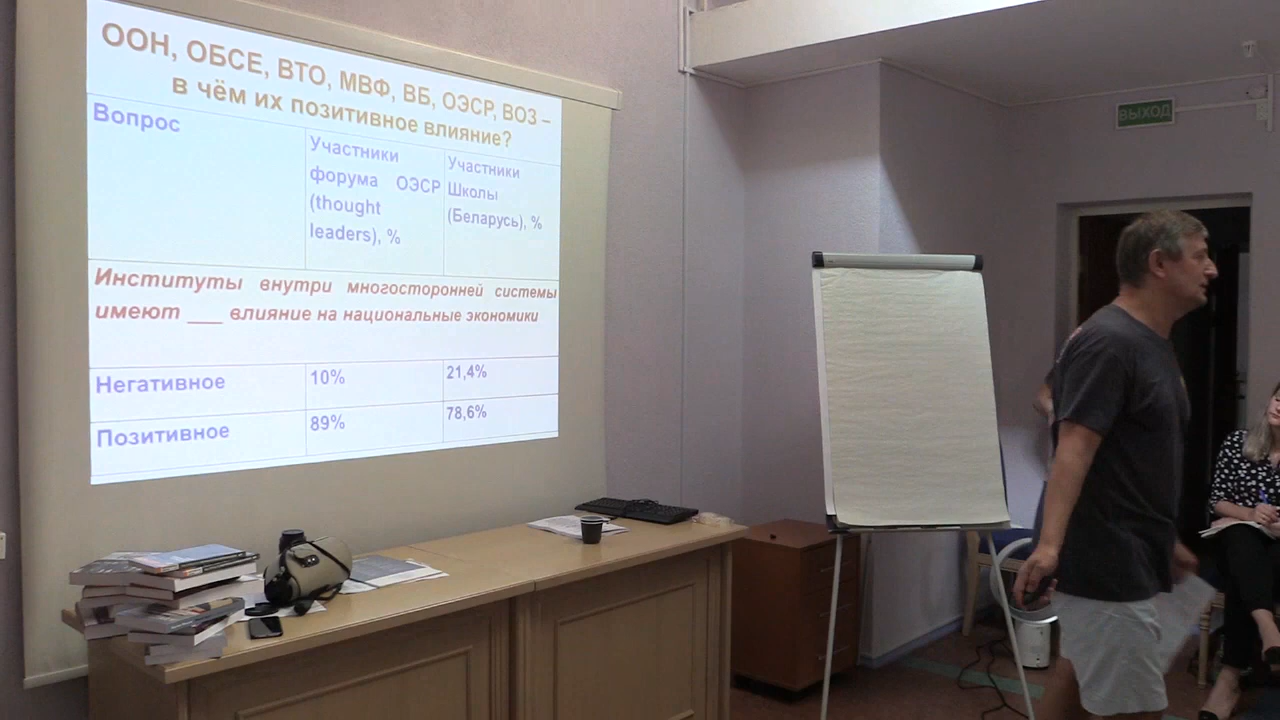 ООН, ОБСЕ, ВТО, МВФ, ВБ, ОЭСР, ВОЗ –
в чём их позитивное влияние?
Вопрос
Участники
форума ОЭСР
(thought
leaders), %
Участники
Школы
(Беларусь), %
Институты внутри многосторонней системы
имеют ___ влияние на национальные экономики
Негативное 10% 21,4%
Позитивное 89% 78,6%
ВЫХОД